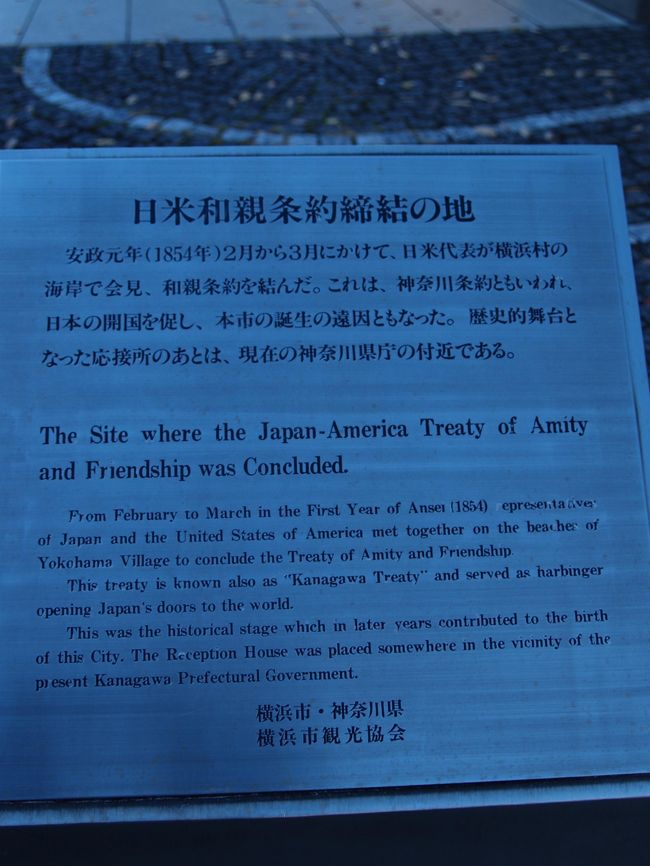 日米和親条約締結の地
安政元年(1854年)2月から3月にかけて、日米代表が横浜村の
海岸で会見、和親条約を結んだ。これは、神奈川条約ともいわれ、
日本の開国を促し、本市の誕生の遠因ともなった。歴史的舞台と
なった応接所のあとは、現在の神奈川県庁の付近である。
The Site where the Japan-America Treaty of Amity
and Friendship was Concluded.
From February to March in the First Year of Ansei (1854) representatives
of Japan and the United States of America met together on the beaches of
Yokohama Village to conclude the Treaty of Amity and Friendship.
This treaty is known also as "Kanagawa Treaty" and served as harbinger
opening Japan's doors to the world.
This was the historical stage which in later years contributed to the birth
of this City. The Reception House was placed somewhere in the vicinity of the
present Kanagawa Prefectural Government.
横浜市・神奈川県
横浜市観光協会